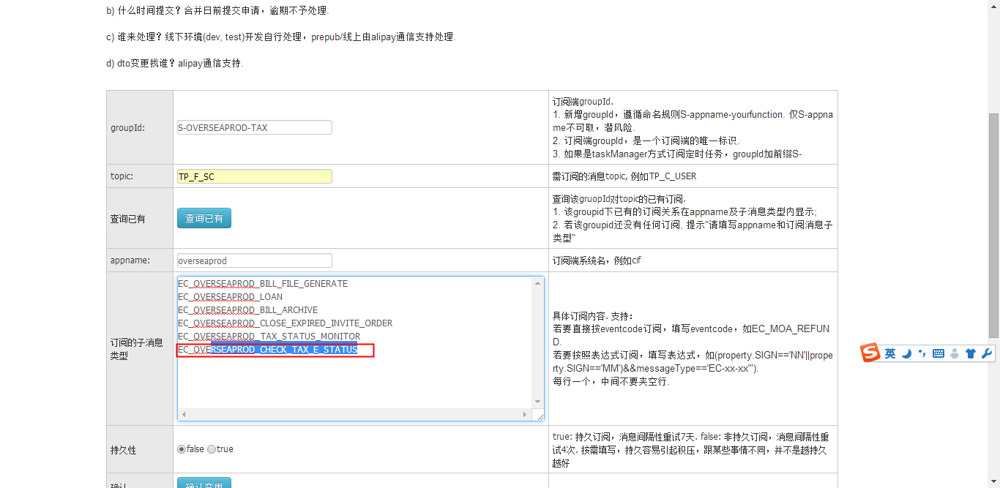 b) 什么时间提交？合并日前提交申请，逾期不予处理.
c) 谁来处理？线下环境(dev, test)开发自行处理，prepub/线上由alipay通信支持处理.
d) dto变更找谁？alipay通信支持.
groupId:
S-OVERSEAPROD-TAX
订阅端groupId.
1. 新增groupId，遵循命名规则S-appname-yourfunction. 仅S-appna
me不可取，潜风险.
2. 订阅端groupId，是一个订阅端的唯一标识.
3. 如果是taskManager方式订阅定时任务，groupId加前缀S-
topic:
TP_F_SC
需订阅的消息topic, 例如TP_C_USER
查询已有
查询已有
查询该gruopId对topic的已有订阅.
1. 该groupid下已有的订阅关系在appname及子消息类型内显示;
2. 若该groupid还没有任何订阅, 提示"请填写appname和订阅消息子
类型"
appname:
overseaprod
订阅端系统名，例如cif
订阅的子消息
类型
EC_OVERSEAPROD_BILL_FILE_GENERATE
EC_OVERSEAPROD_LOAN
EC_OVERSEAPROD_BILL_ARCHIVE
EC_OVERSEAPROD_CLOSE_EXPIRED_INVITE_ORDER
EC_OVERSEAPROD_TAX_STATUS_MONITOR
EC_OVERSEAPROD_CHECK_TAX_E_STATUS
具体订阅内容. 支持：
若要直接按eventcode订阅，填写eventcode，如EC_MOA_REFUN
D.
若要按照表达式订阅，填写表达式，如(property.SIGN=='NN'||prope
rty.SIGN=='MM')&&messageType=='EC-xx-xx'").
每行一个，中间不要夹空行.
S 英
持久性
false true
true: 持久订阅，消息间隔性重试7天. false: 非持久订阅，消息间隔性重
试4次. 按需填写，持久容易引起积压，跟某些事情不同，并不是越持久
越好
确认
确认变更